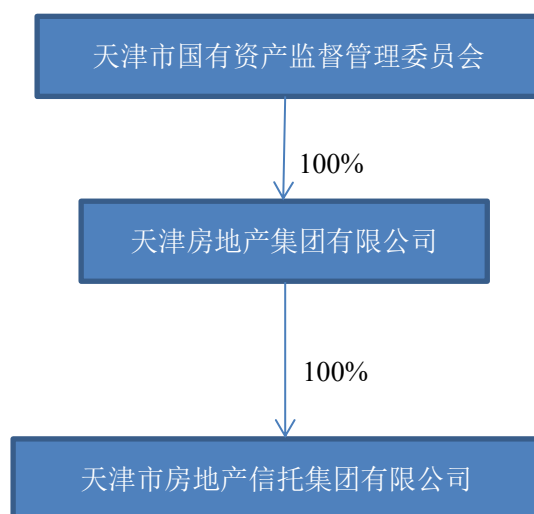 天津市国有资产监督管理委员会
100%
天津房地产集团有限公司
100%
天津市房地产信托集团有限公司